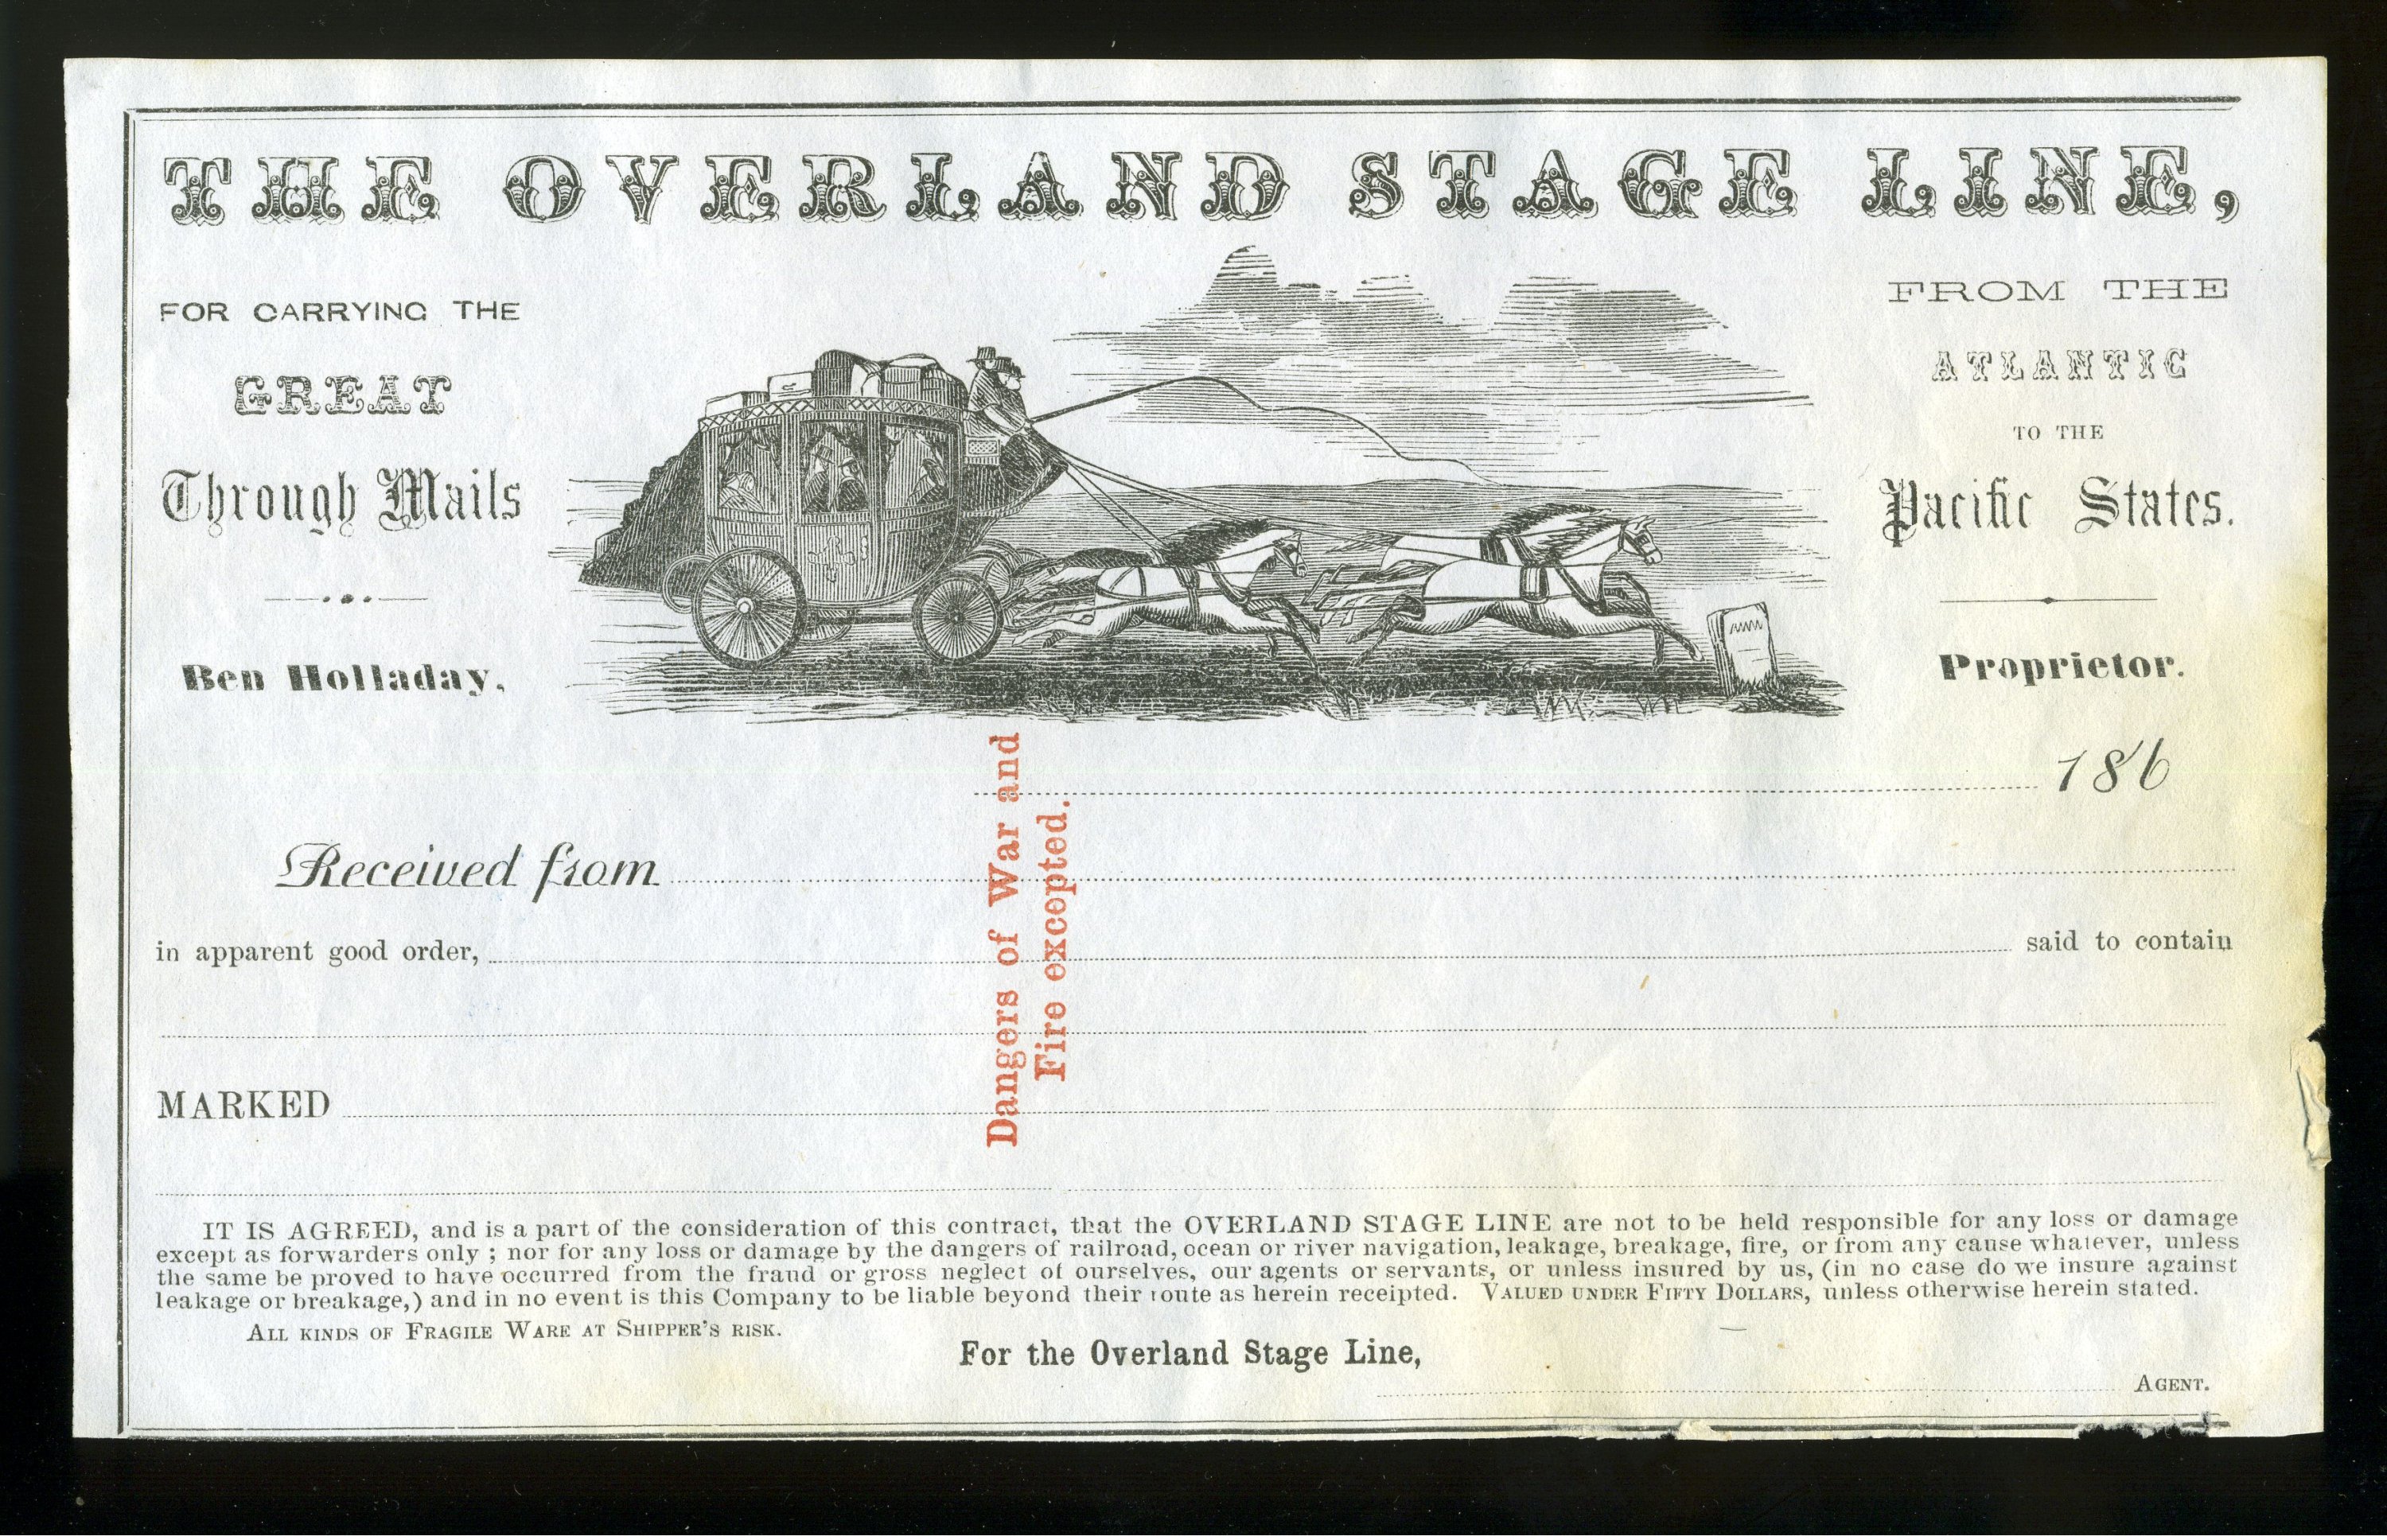 THE OVERLAND STAGE LINE,
FOR CARRYING THE
GREAT
Through Mails
Ben Holladay,
FROM THE
ATLANTIC
TO THE
Pacific States.
Proprietor.
186
Received from
in apparent good order, said to contain
MARKED
Dangers of War and
Fire excepted.
IT IS AGREED, and is a part of the consideration of this contract, that the OVERLAND STAGE LINE are not to be held responsible for any loss or damage
except as forwarders only ; nor for any loss or damage by the dangers of railroad, ocean or river navigation, leakage, breakage, fire, or from any cause whatever, unless
the same be proved to have occurred from the fraud or gross neglect of ourselves, our agents or servants, or unless insured by us, (in no case do we insure against
leakage or breakage,) and in no event is this Company to be liable beyond their route as herein receipted. VALUED UNDER FIFTY DOLLARS, unless otherwise herein stated.
ALL KINDS OF FRAGILE WARE AT SHIPPER'S RISK.
For the Overland Stage Line,
AGENT.